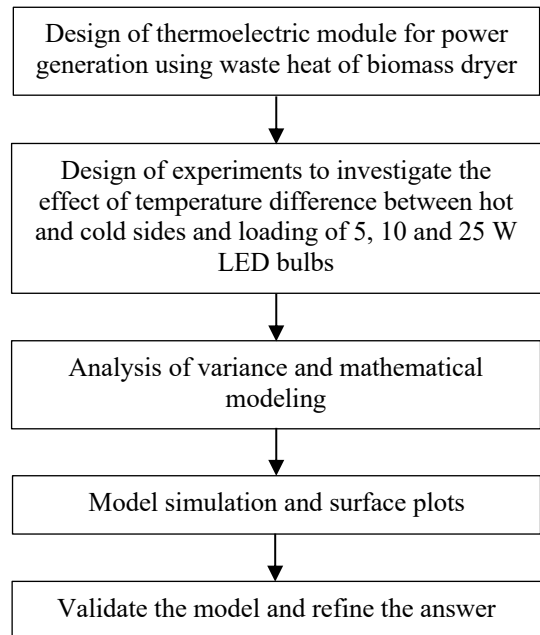 Design of thermoelectric module for power
generation using waste heat of biomass dryer
Design of experiments to investigate the
effect of temperature difference between hot
and cold sides and loading of 5, 10 and 25 W
LED bulbs
Analysis of variance and mathematical
modeling
Model simulation and surface plots
Validate the model and refine the answer